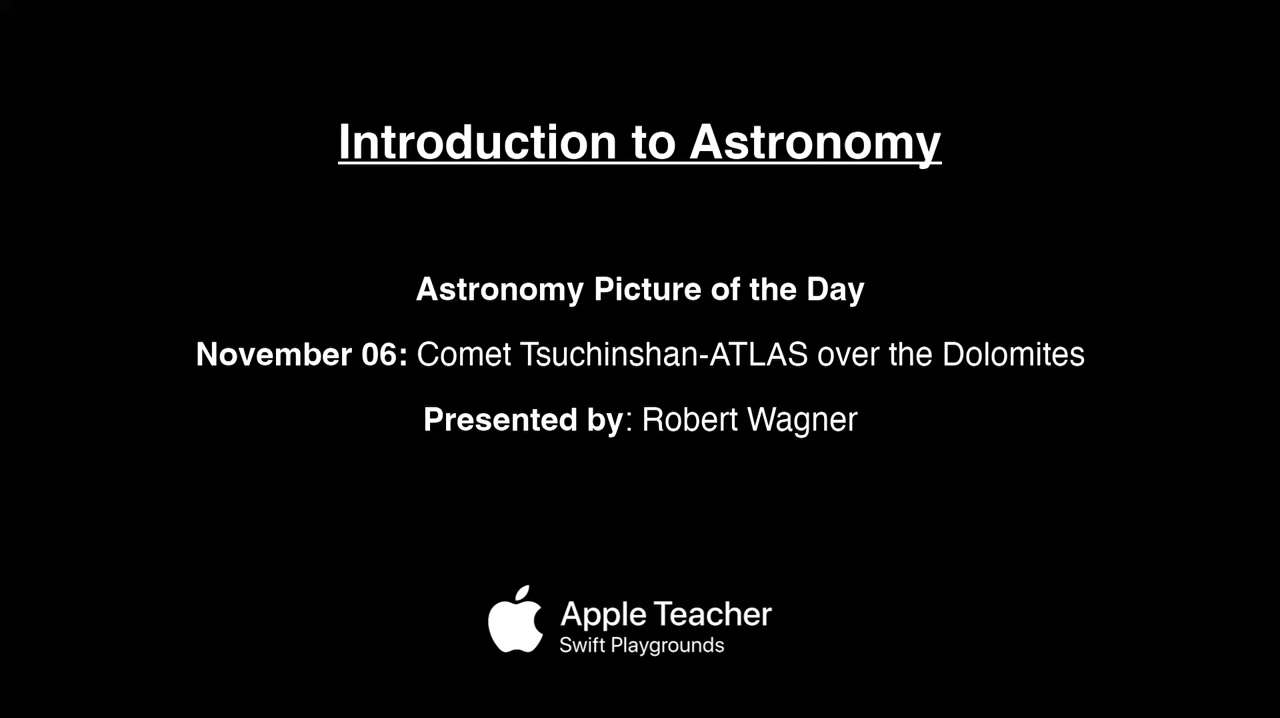 Introduction to Astronomy
Astronomy Picture of the Day
November 06: Comet Tsuchinshan-ATLAS over the Dolomites
Presented by: Robert Wagner
Apple Teacher
Swift Playgrounds